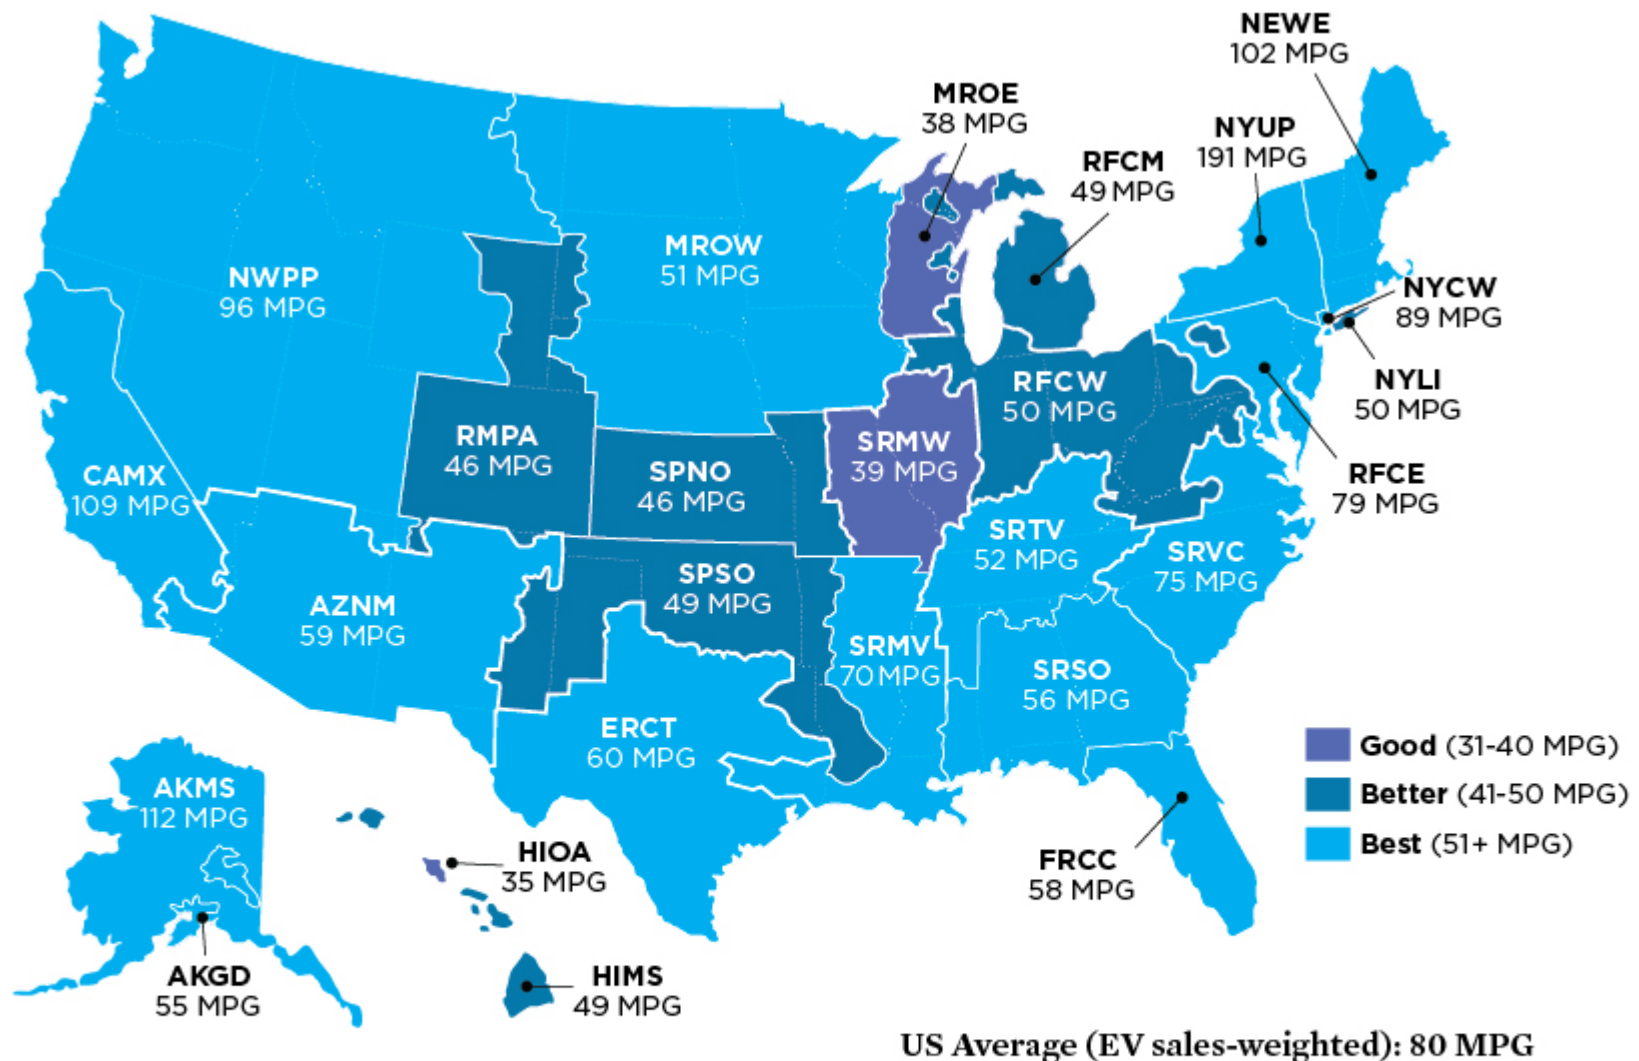 NEWE
102 MPG
MROE
38 MPG
NYUP
191 MPG
RFCM
49 MPG
MROW
51 MPG
NWPP
96 MPG
NYCW
89 MPG
NYLI
50 MPG
RFCW
50 MPG
RMPA
46 MPG
SRMW
39 MPG
SPNO
46 MPG
CAMX
109 MPG
RFCE
79 MPG
SRTV
52 MPG
SRVC
75 MPG
SPSO
49 MPG
AZNM
59 MPG
SRMV
70 MPG
SRSO
56 MPG
ERCT
60 MPG
Good (31-40 MPG)
Better (41-50 MPG)
Best (51+ MPG)
AKMS
112 MPG
HIOA
35 MPG
FRCC
58 MPG
AKGD
55 MPG
HIMS
49 MPG
US Average (EV sales-weighted): 80 MPG